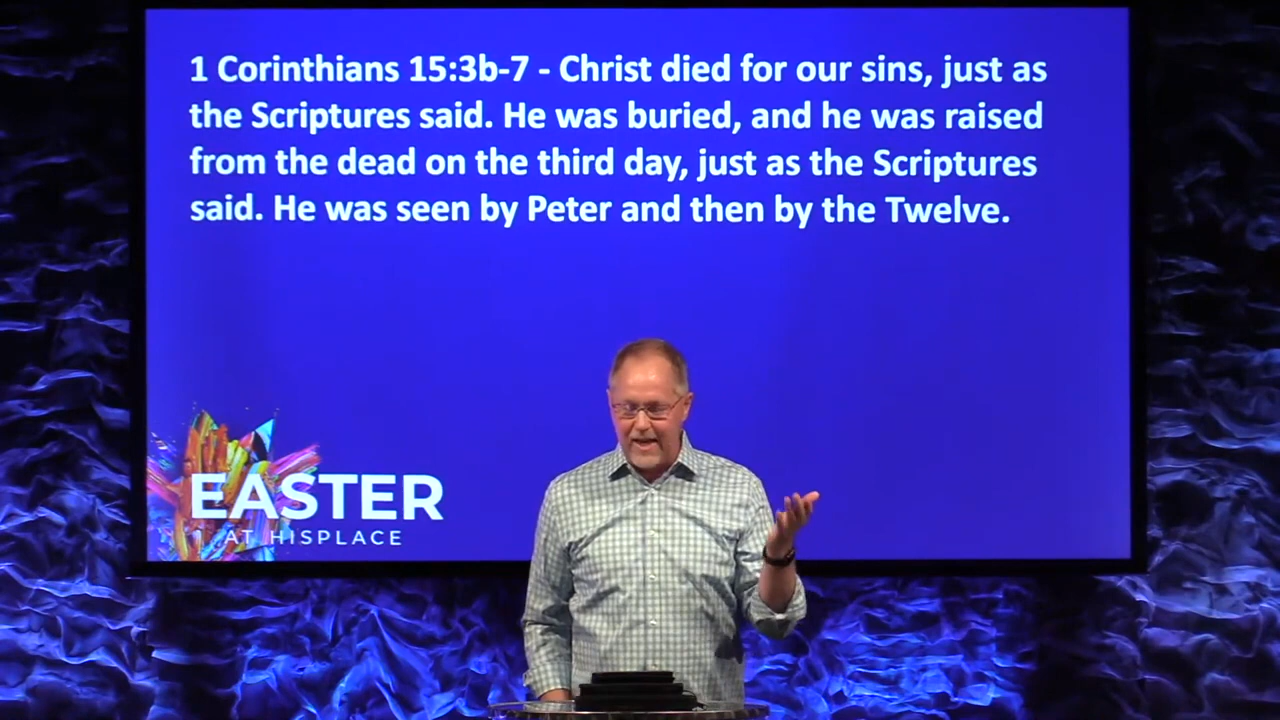 1 Corinthians 15:3b-7 - Christ died for our sins, just as
the Scriptures said. He was buried, and he was raised
from the dead on the third day, just as the Scriptures
said. He was seen by Peter and then by the Twelve.
EASTER
AT HISPLACE